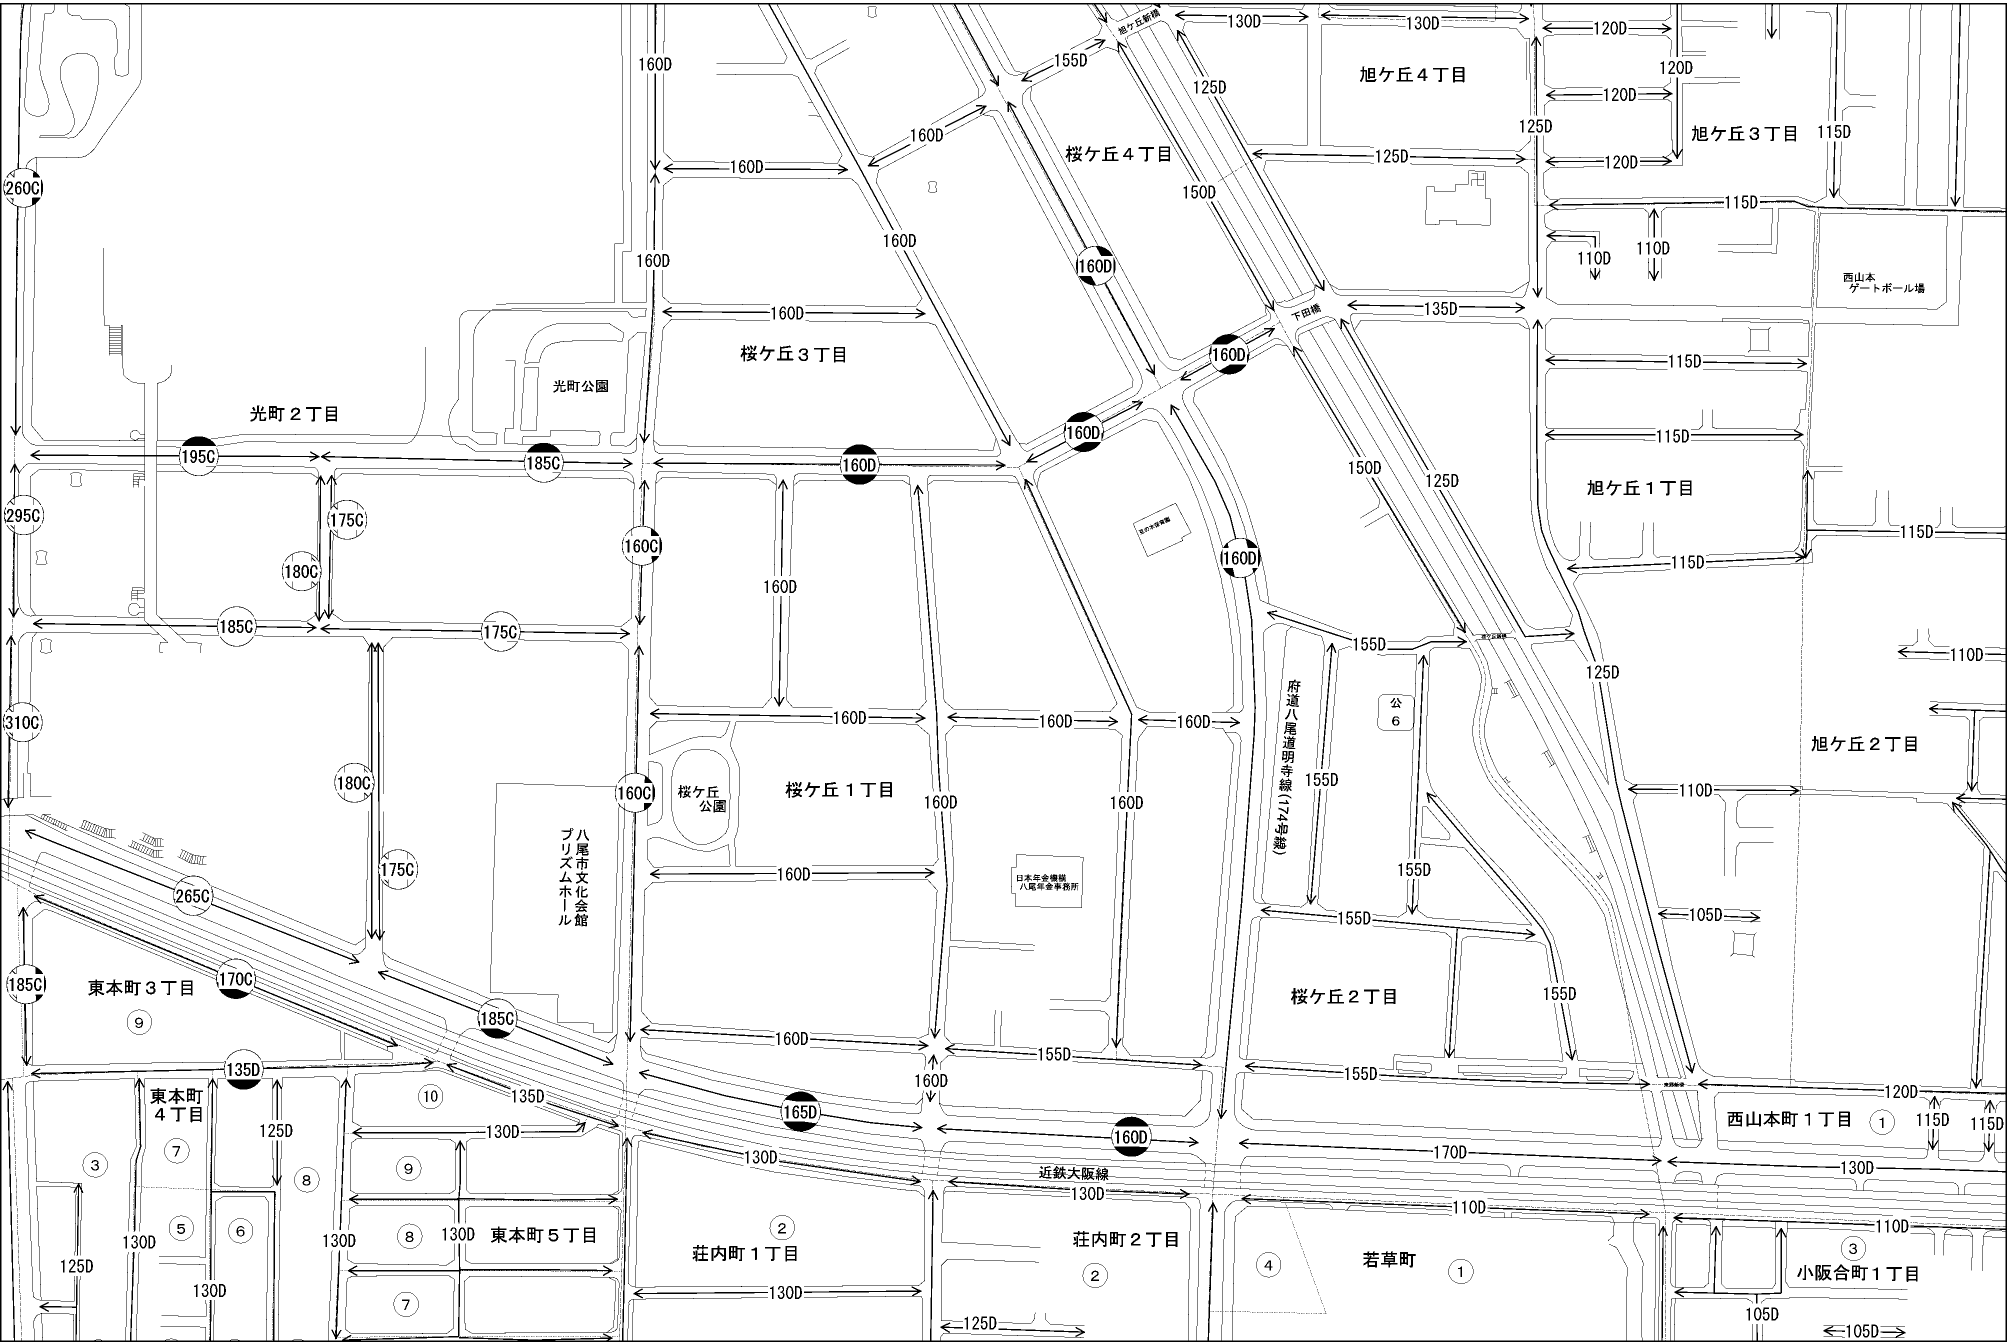 旭ケ丘新橋
130D
130D
120D
160D
155D
125D
旭ケ丘４丁目
120D
120D
125D
115D
旭ケ丘３丁目
160D
桜ケ丘４丁目
125D
120D
160D
260C
150D
115D
160D
160D
110D
110D
160D
西山本
ゲートボール場
160D
135D
下田橋
桜ケ丘３丁目
160D
115D
光町公園
光町２丁目
160D
115D
195C
185C
160D
150D
125D
旭ケ丘１丁目
295C
175C
115D
160C
160D
115D
180C
160D
185C
175C
155D
110D
125D
府道八尾道明寺線(174号線)
公
6
310C
160D
160D
160D
旭ケ丘２丁目
180C
160C
桜ケ丘
公園
桜ケ丘１丁目
160D
160D
155D
110D
八尾市文化会館
プリズムホール
175C
160D
155D
日本年金機構
八尾年金事務所
265C
155D
105D
185C
170C
東本町３丁目
9
185C
桜ケ丘２丁目
155D
160D
155D
135D
155D
160D
120D
東本町
４丁目
10
135D
165D
西山本町１丁目
1
115D
115D
125D
130D
160D
7
170D
3
9
130D
近鉄大阪線
130D
130D
8
110D
5
6
130D
130D
8
130D
東本町５丁目
2
荘内町１丁目
荘内町２丁目
110D
125D
2
4
若草町
1
3
小阪合町１丁目
130D
7
130D
105D
125D
105D